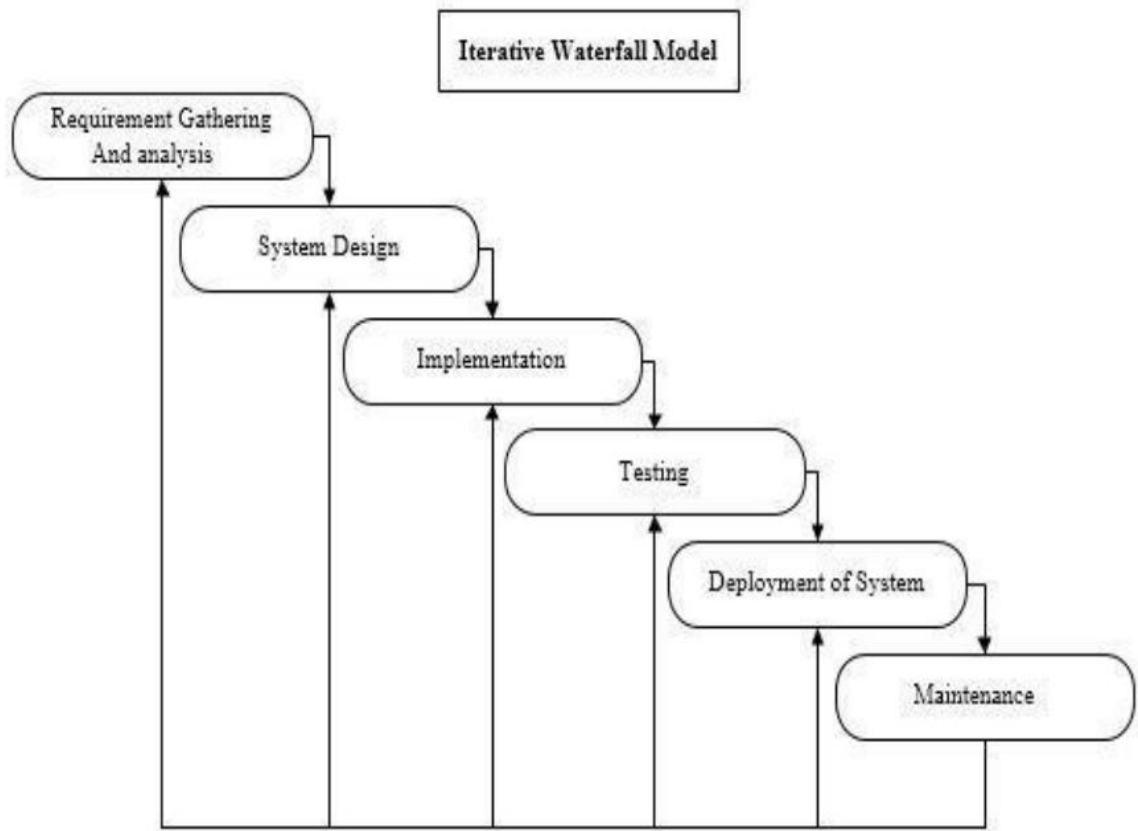 Iterative Waterfall Model
Requirement Gathering
And analysis
System Design
Implementation
Testing
Deployment of System
Maintenance